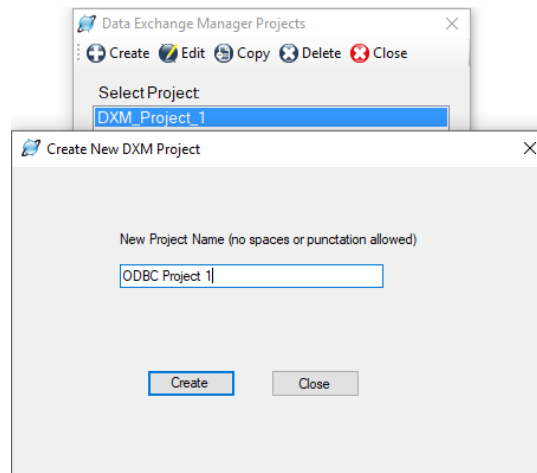 Data Exchange Manager Projects
Create Edit Copy Delete Close
Select Project:
DXM_Project_1
Create New DXM Project
New Project Name (no spaces or punctation allowed)
ODBC Project 1
Create Close